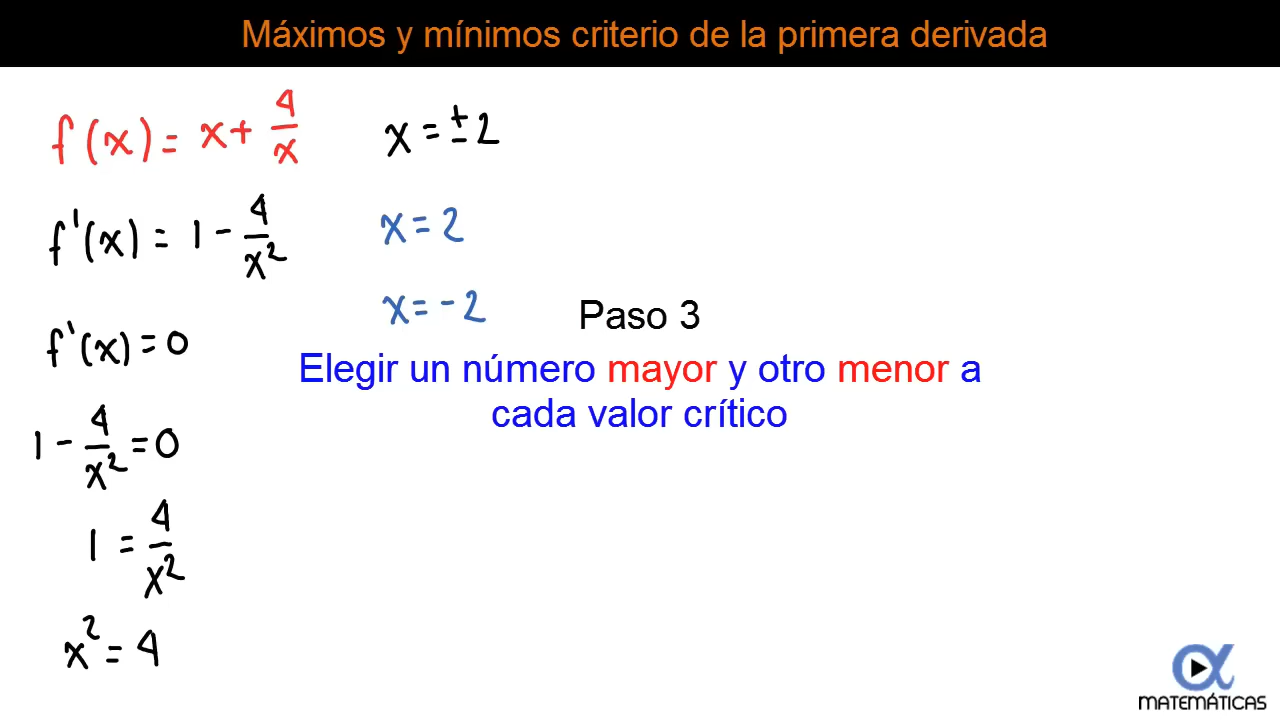 Máximos y mínimos criterio de la primera derivada
f(x) = x + 4/x
f'(x) = 1 - 4/x²
f'(x) = 0
1 - 4/x² = 0
1 = 4/x²
x² = 4
x = ±2
x = 2
x = -2
Paso 3
Elegir un número mayor y otro menor a
cada valor crítico
MATEMÁTICAS